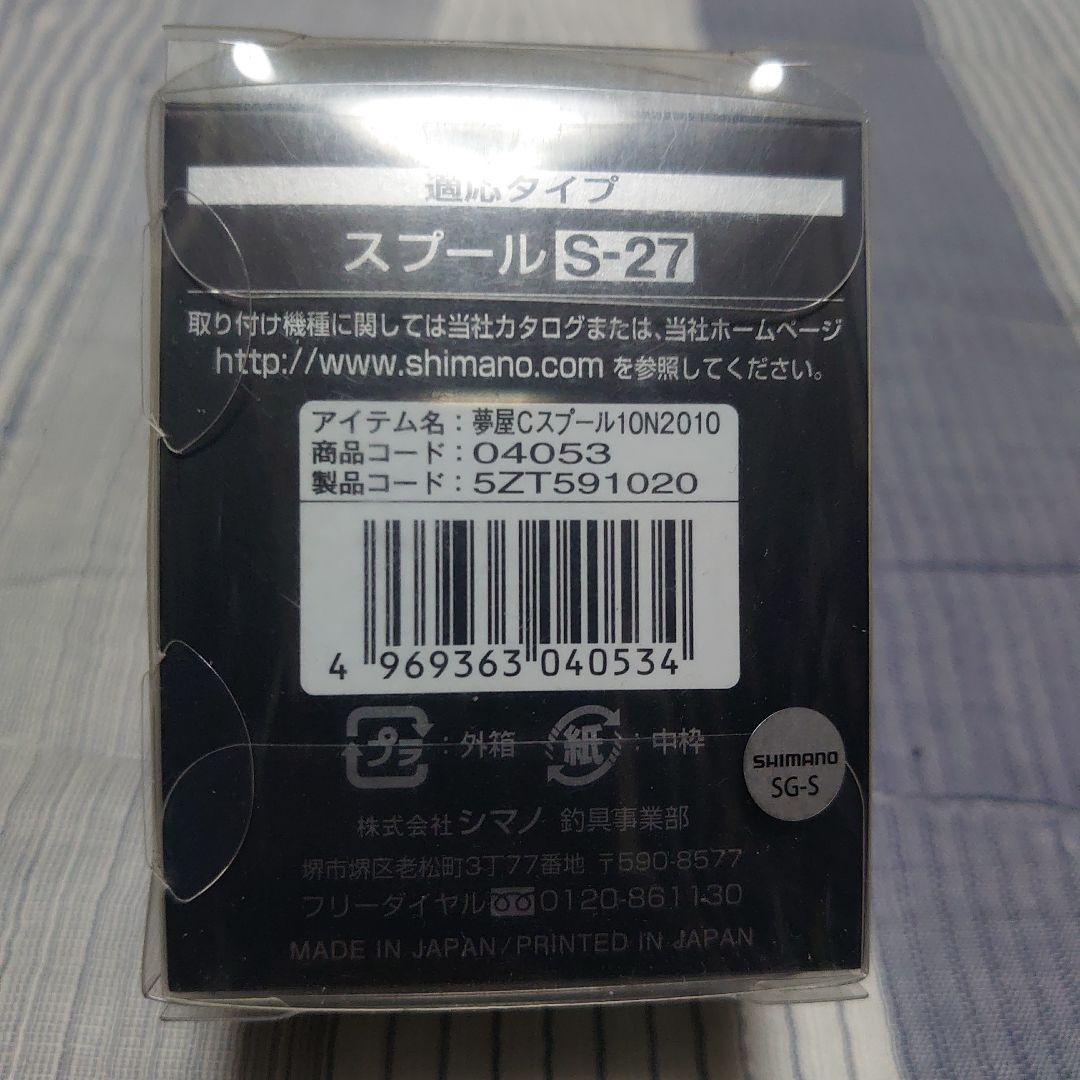 適応タイプ
スプール S-27
取り付け機種に関しては当社カタログまたは、当社ホームページ
http://www.shimano.com を参照してください。
アイテム名：夢屋Cスプール10N2010
商品コード：04053
製品コード：5ZT591020
4 969363 040534
プラ：外箱 紙：中枠
SHIMANO
SG-S
株式会社 シマノ 釣具事業部
堺市堺区老松町3丁77番地 〒590-8577
フリーダイヤル 0120-861130
MADE IN JAPAN/PRINTED IN JAPAN